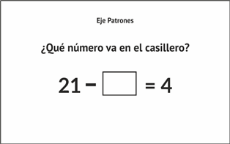 Eje Patrones
¿Qué número va en el casillero?
21 - = 4